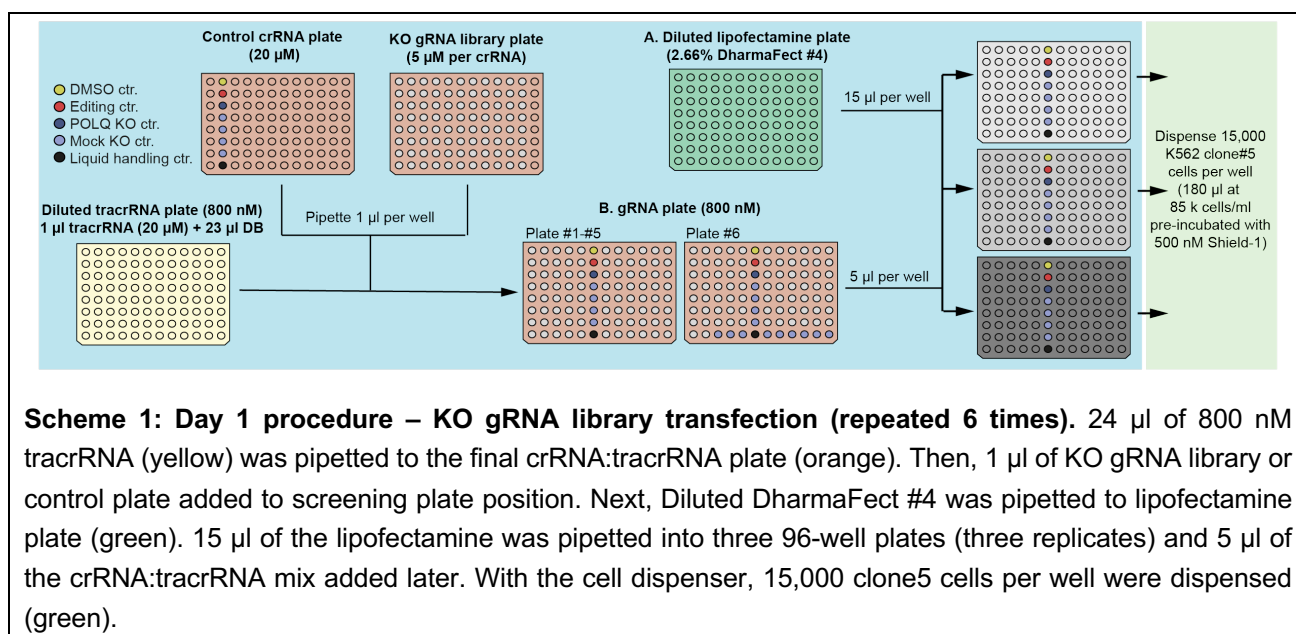 Control crRNA plate
(20 µM)
KO gRNA library plate
(5 µM per crRNA)
A. Diluted lipofectamine plate
(2.66% DharmaFect #4)
DMSO ctr.
Editing ctr.
POLQ KO ctr.
Mock KO ctr.
Liquid handling ctr.
15 µl per well
Diluted tracrRNA plate (800 nM)
1 µl tracrRNA (20 µM) + 23 µl DB
Pipette 1 µl per well
B. gRNA plate (800 nM)
Plate #1-#5
Plate #6
5 µl per well
Dispense 15,000
K562 clone#5
cells per well
(180 µl at
85 k cells/ml
pre-incubated with
500 nM Shield-1)
Scheme 1: Day 1 procedure – KO gRNA library transfection (repeated 6 times). 24 µl of 800 nM
tracrRNA (yellow) was pipetted to the final crRNA:tracrRNA plate (orange). Then, 1 µl of KO gRNA library or
control plate added to screening plate position. Next, Diluted DharmaFect #4 was pipetted to lipofectamine
plate (green). 15 µl of the lipofectamine was pipetted into three 96-well plates (three replicates) and 5 µl of
the crRNA:tracrRNA mix added later. With the cell dispenser, 15,000 clone5 cells per well were dispensed
(green).